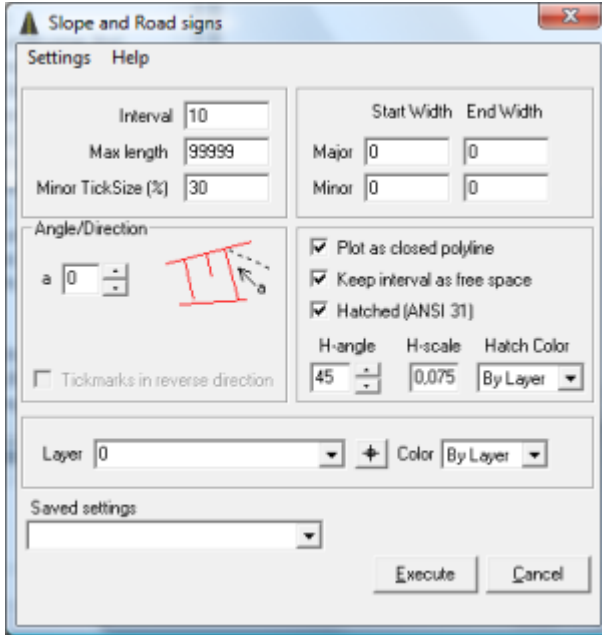 Slope and Road signs
Settings Help
Interval 10
Max length 99999
Minor TickSize (%) 30
Start Width End Width
Major 0 0
Minor 0 0
Angle/Direction
a 0
a
Tickmarks in reverse direction
Plot as closed polyline
Keep interval as free space
Hatched (ANSI 31)
H-angle H-scale Hatch Color
45 0,075 By Layer
Layer 0 Color By Layer
Saved settings
Execute Cancel